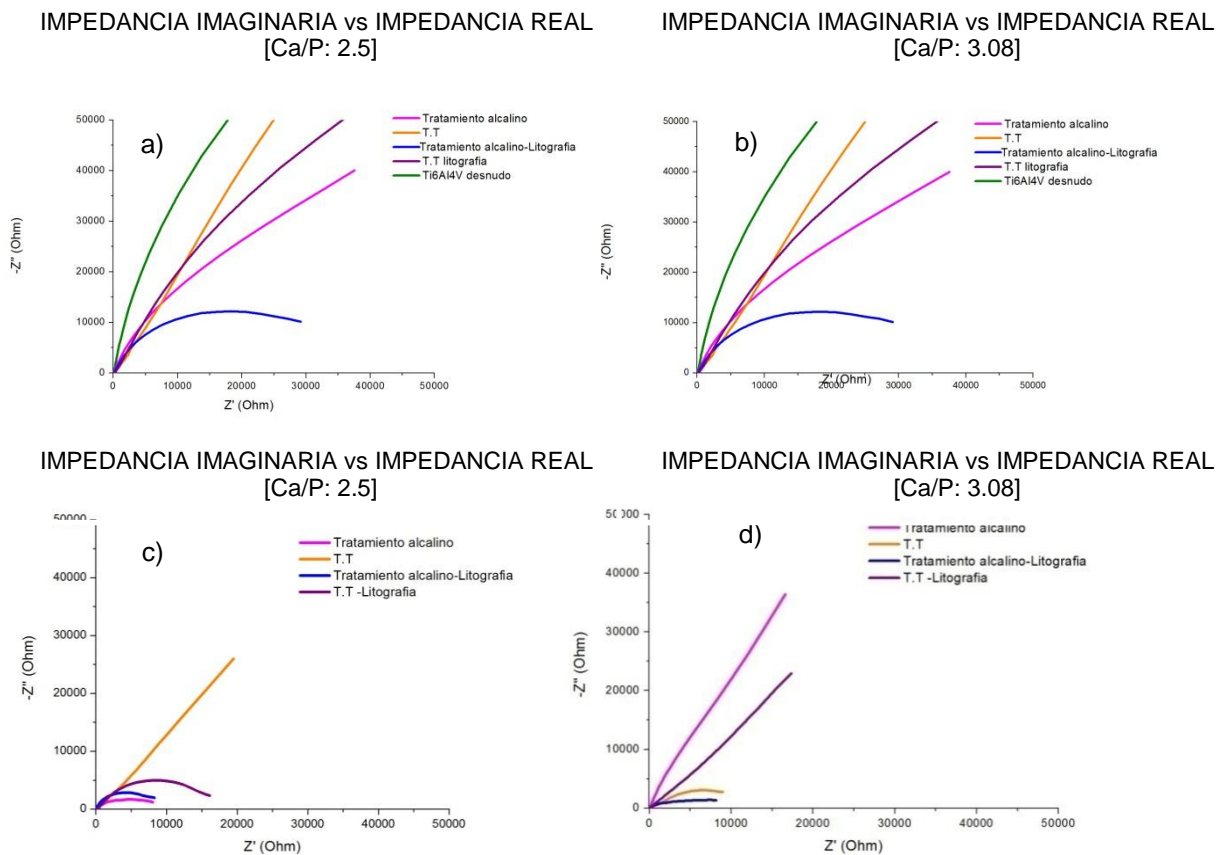 IMPEDANCIA IMAGINARIA vs IMPEDANCIA REAL
[Ca/P: 2.5]
a)
Tratamiento alcalino
T.T
Tratamiento alcalino-Litografia
T.T litografia
Ti6Al4V desnudo
50000
40000
30000
20000
10000
0
-Z" (Ohm)
0 10000 20000 30000 40000 50000
Z' (Ohm)
IMPEDANCIA IMAGINARIA vs IMPEDANCIA REAL
[Ca/P: 3.08]
b)
Tratamiento alcalino
T.T
Tratamiento alcalino-Litografia
T.T litografia
Ti6Al4V desnudo
50000
40000
30000
20000
10000
0
-Z" (Ohm)
0 10000 20000 30000 40000 50000
Z' (Ohm)
IMPEDANCIA IMAGINARIA vs IMPEDANCIA REAL
[Ca/P: 2.5]
c)
Tratamiento alcalino
T.T
Tratamiento alcalino-Litografia
T.T -Litografia
50000
40000
30000
20000
10000
0
-Z" (Ohm)
0 10000 20000 30000 40000 50000
Z' (Ohm)
IMPEDANCIA IMAGINARIA vs IMPEDANCIA REAL
[Ca/P: 3.08]
d)
Tratamiento alcalino
T.T
Tratamiento alcalino-Litografia
T.T -Litografia
50000
40000
30000
20000
10000
0
-Z" (Ohm)
0 10000 20000 30000 40000 50000
Z' (Ohm)